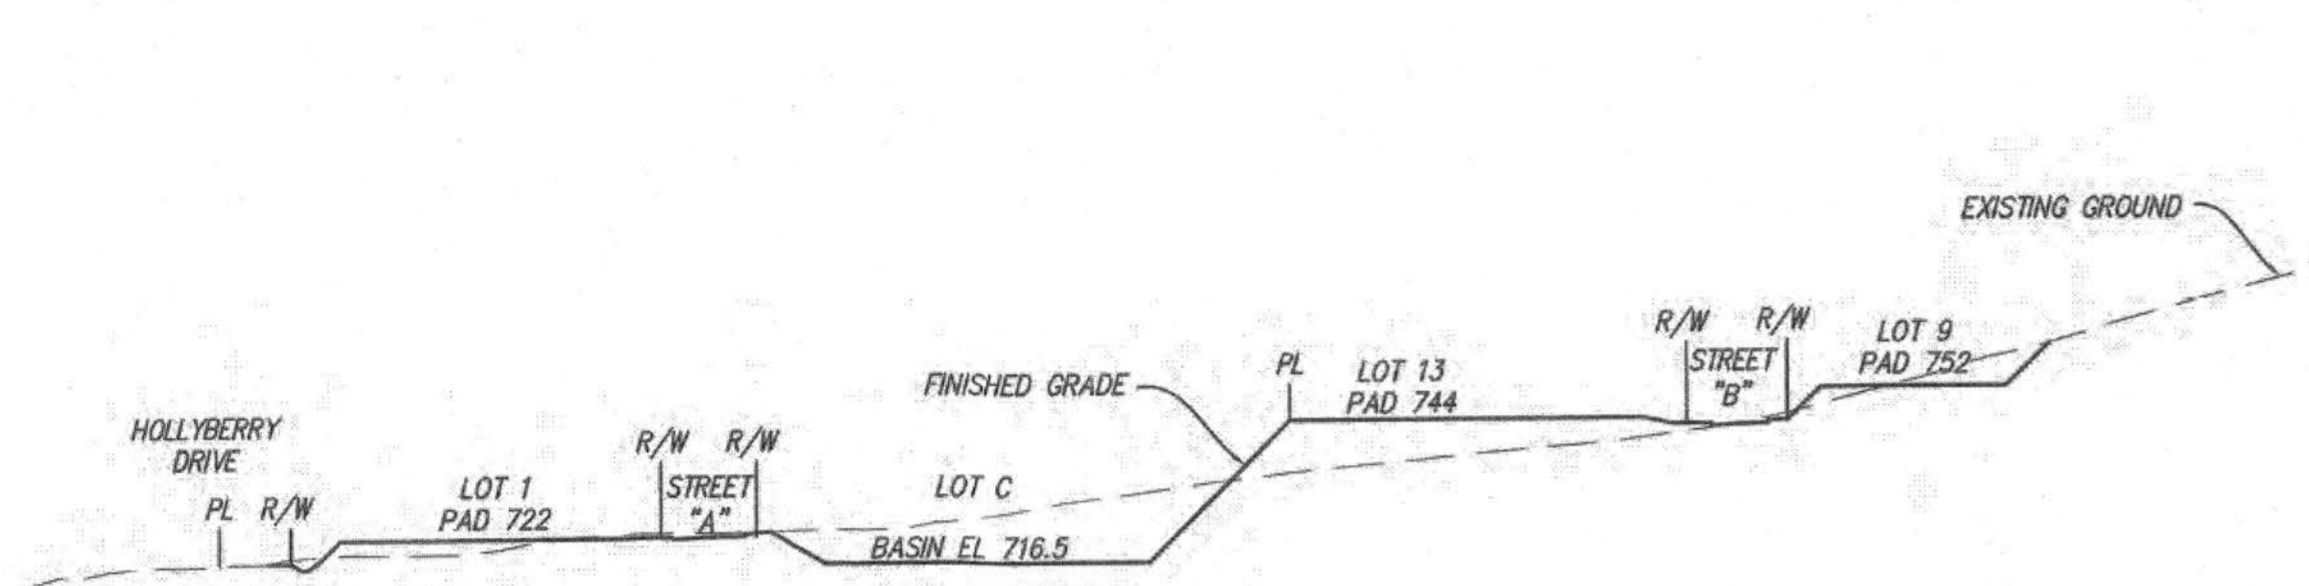 EXISTING GROUND
R/W
R/W
LOT 9
PAD 752
STREET
"B"
PL
LOT 13
PAD 744
FINISHED GRADE
HOLLYBERRY
DRIVE
R/W
R/W
STREET
"A"
LOT C
LOT 1
PAD 722
PL
R/W
BASIN EL 716.5